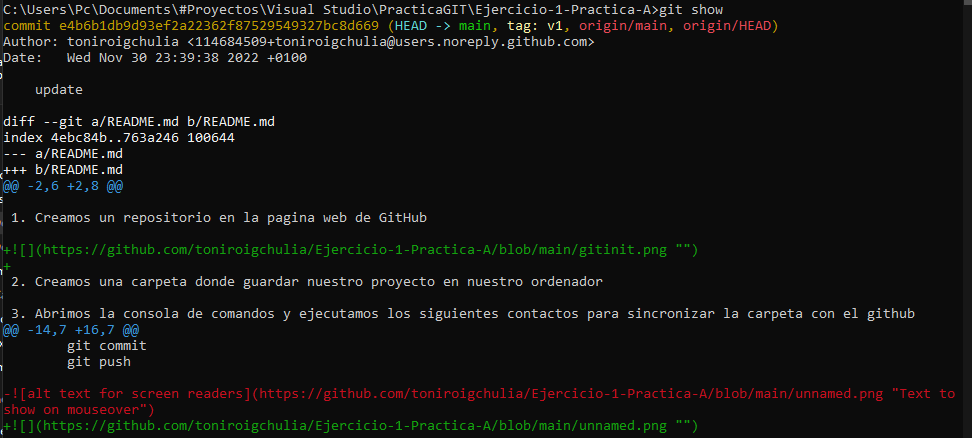 C:\Users\Pc\Documents\#Proyectos\Visual Studio\PracticaGIT\Ejercicio-1-Practica-A>git show
commit e4b6b1db9d93ef2a22362f87529549327bc8d669 (HEAD -> main, tag: v1, origin/main, origin/HEAD)
Author: toniroigchulia <114684509+toniroigchulia@users.noreply.github.com>
Date:   Wed Nov 30 23:39:38 2022 +0100

    update

diff --git a/README.md b/README.md
index 4ebc84b..763a246 100644
--- a/README.md
+++ b/README.md
@@ -2,6 +2,8 @@

 1. Creamos un repositorio en la pagina web de GitHub

+![](https://github.com/toniroigchulia/Ejercicio-1-Practica-A/blob/main/gitinit.png "")
+
 2. Creamos una carpeta donde guardar nuestro proyecto en nuestro ordenador

 3. Abrimos la consola de comandos y ejecutamos los siguientes contactos para sincronizar la carpeta con el github
@@ -14,7 +16,7 @@
        git commit
        git push

-![alt text for screen readers](https://github.com/toniroigchulia/Ejercicio-1-Practica-A/blob/main/unnamed.png "Text to
show on mouseover")
+![](https://github.com/toniroigchulia/Ejercicio-1-Practica-A/blob/main/unnamed.png "")